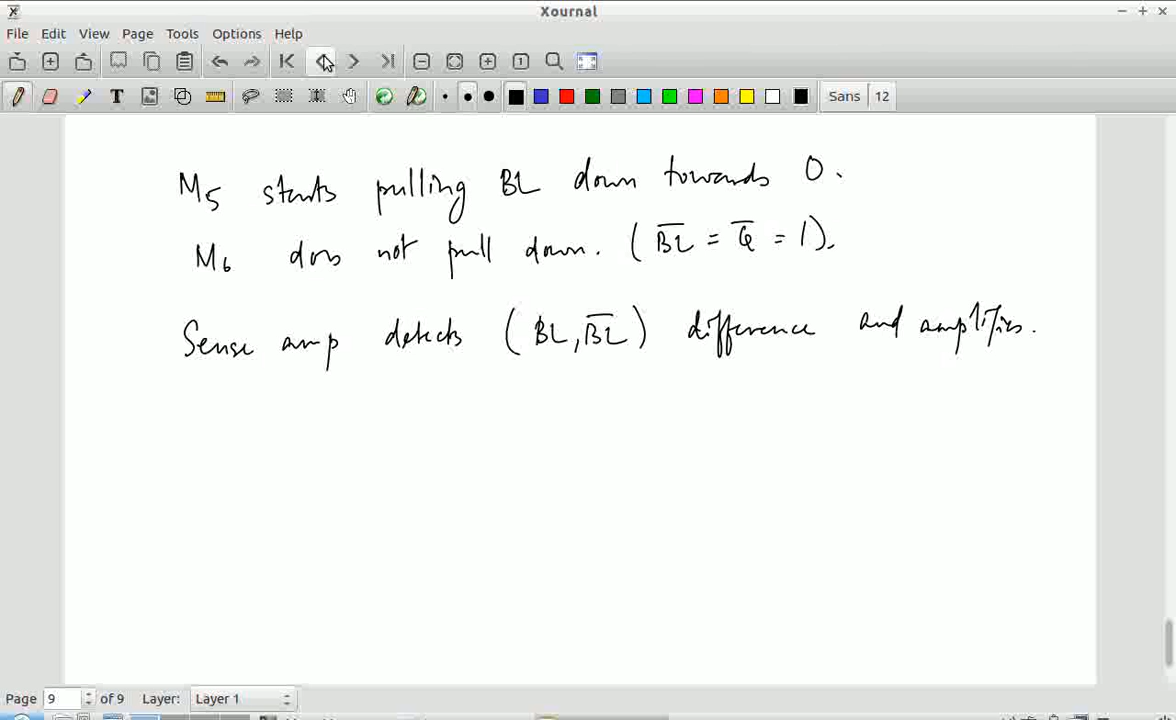 Xournal
File Edit View Page Tools Options Help
Sans 12
M5 starts pulling BL down towards 0.
M6 does not pull down. ( B̅L̅ = Q̅ = 1).
Sense amp detects (BL, B̅L̅) difference and amplifies.
Page 9 of 9 Layer: Layer 1